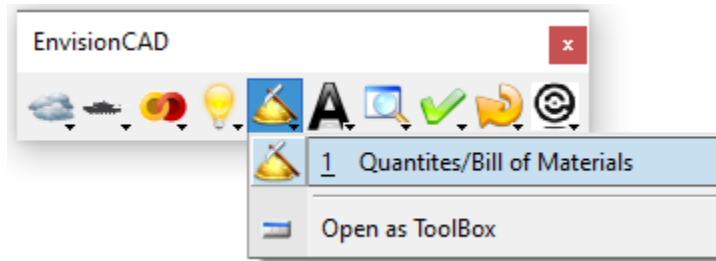 EnvisionCAD
x
A
1 Quantites/Bill of Materials
Open as ToolBox